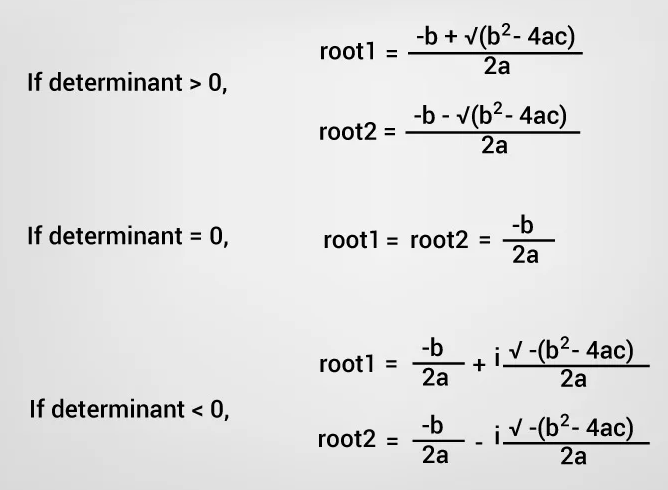 If determinant > 0,
root1 = -b + √(b²- 4ac)
2a
root2 = -b - √(b²- 4ac)
2a
If determinant = 0,
root1 = root2 = -b
2a
If determinant < 0,
root1 = -b
2a
+ i √ -(b²- 4ac)
2a
root2 = -b
2a
- i √ -(b²- 4ac)
2a